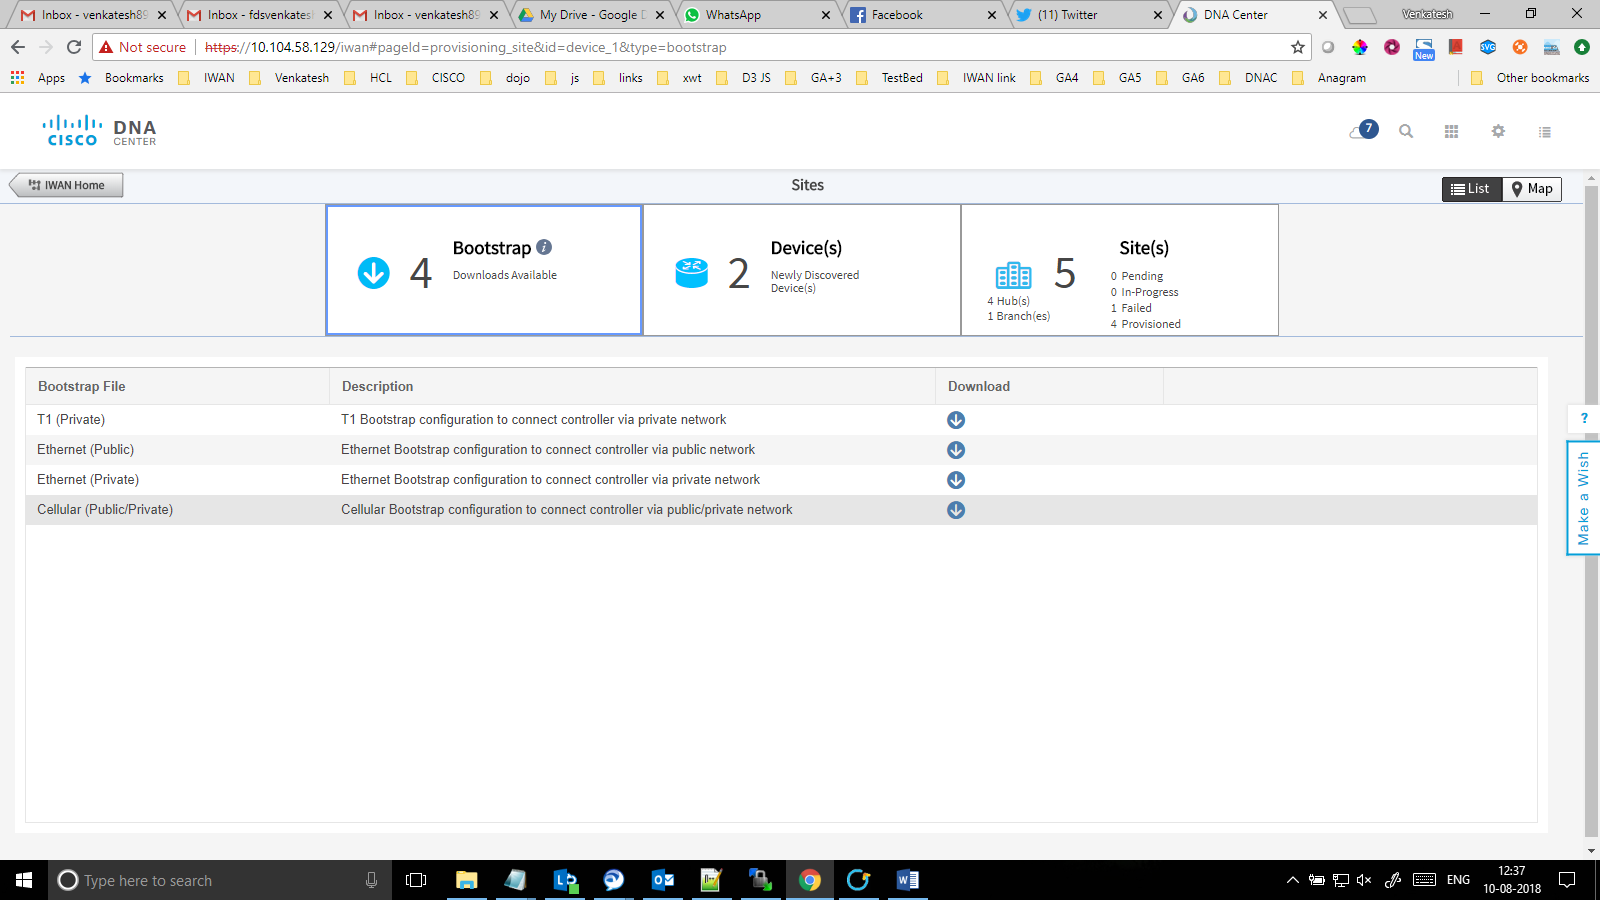 Inbox - venkatesh89 Inbox - fdsvenkatesh Inbox - venkatesh89 My Drive - Google D WhatsApp Facebook (11) Twitter DNA Center Venkatesh
Not secure https://10.104.58.129/iwan#pageId=provisioning_site&id=device_1&type=bootstrap
New
SVG
Apps Bookmarks IWAN Venkatesh HCL CISCO dojo js links xwt D3 JS GA+3 TestBed IWAN link GA4 GA5 GA6 DNAC Anagram Other bookmarks
CISCO DNA CENTER
7
IWAN Home Sites List Map
4 Bootstrap
Downloads Available
2 Device(s)
Newly Discovered
Device(s)
5 Site(s)
4 Hub(s)
1 Branch(es)
0 Pending
0 In-Progress
1 Failed
4 Provisioned
Bootstrap File Description Download
T1 (Private) T1 Bootstrap configuration to connect controller via private network
Ethernet (Public) Ethernet Bootstrap configuration to connect controller via public network
Ethernet (Private) Ethernet Bootstrap configuration to connect controller via private network
Cellular (Public/Private) Cellular Bootstrap configuration to connect controller via public/private network
?
Make a Wish
Type here to search
ENG
12:37
10-08-2018